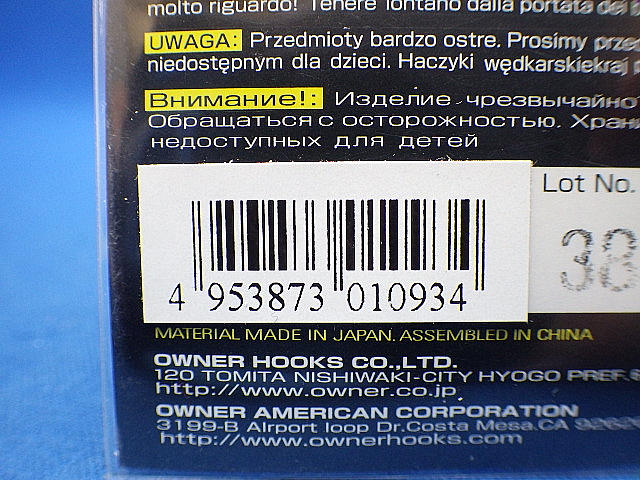 molto riguardo! Tenere lontano dalla portata dei
UWAGA: Przedmioty bardzo ostre. Prosimy
niedostępnym dla dzieci. Haczyki wędkarskiekraj
Внимание!: Изделие чрезвычайно
Обращаться с осторожностью.
недоступных для детей
Lot No.
4 953873 010934
MATERIAL MADE IN JAPAN. ASSEMBLED IN CHINA
OWNER HOOKS CO.,LTD.
120 TOMITA NISHIWAKI-CITY HYOGO PREF.
http://www.owner.co.jp
OWNER AMERICAN CORPORATION
3199-B AIrport loop Dr.Costa Mesa.CA
http://www.ownerhooks.com